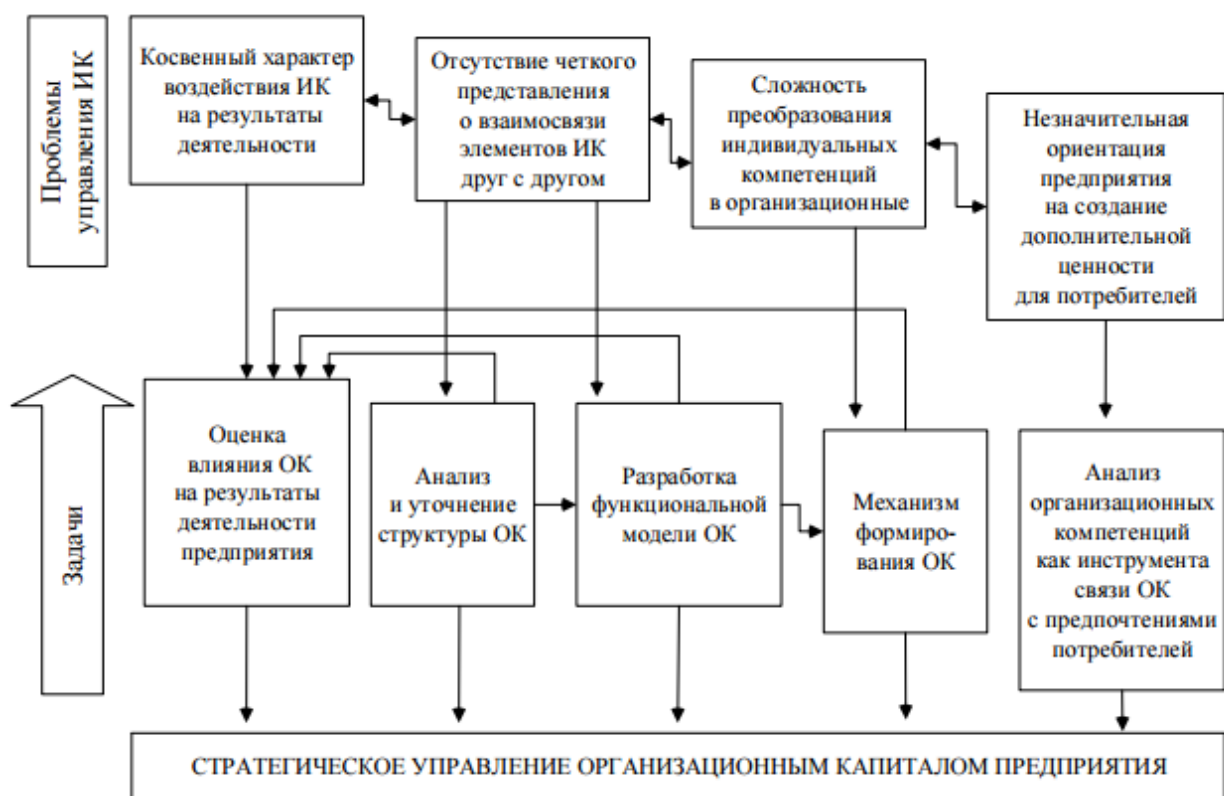 Проблемы
управления ИК
Косвенный характер
воздействия ИК
на результаты
деятельности
Отсутствие четкого
представления
о взаимосвязи
элементов ИК
друг с другом
Сложность
преобразования
индивидуальных
компетенций
в организационные
Незначительная
ориентация
предприятия
на создание
дополнительной
ценности
для потребителей
Задачи
Оценка
влияния ОК
на результаты
деятельности
предприятия
Анализ
и уточнение
структуры ОК
Разработка
функциональной
модели ОК
Механизм
формиро-
вания ОК
Анализ
организационных
компетенций
как инструмента
связи ОК
с предпочтениями
потребителей
СТРАТЕГИЧЕСКОЕ УПРАВЛЕНИЕ ОРГАНИЗАЦИОННЫМ КАПИТАЛОМ ПРЕДПРИЯТИЯ